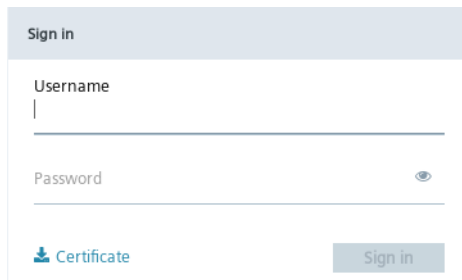 Sign in
Username
Password
Certificate
Sign in